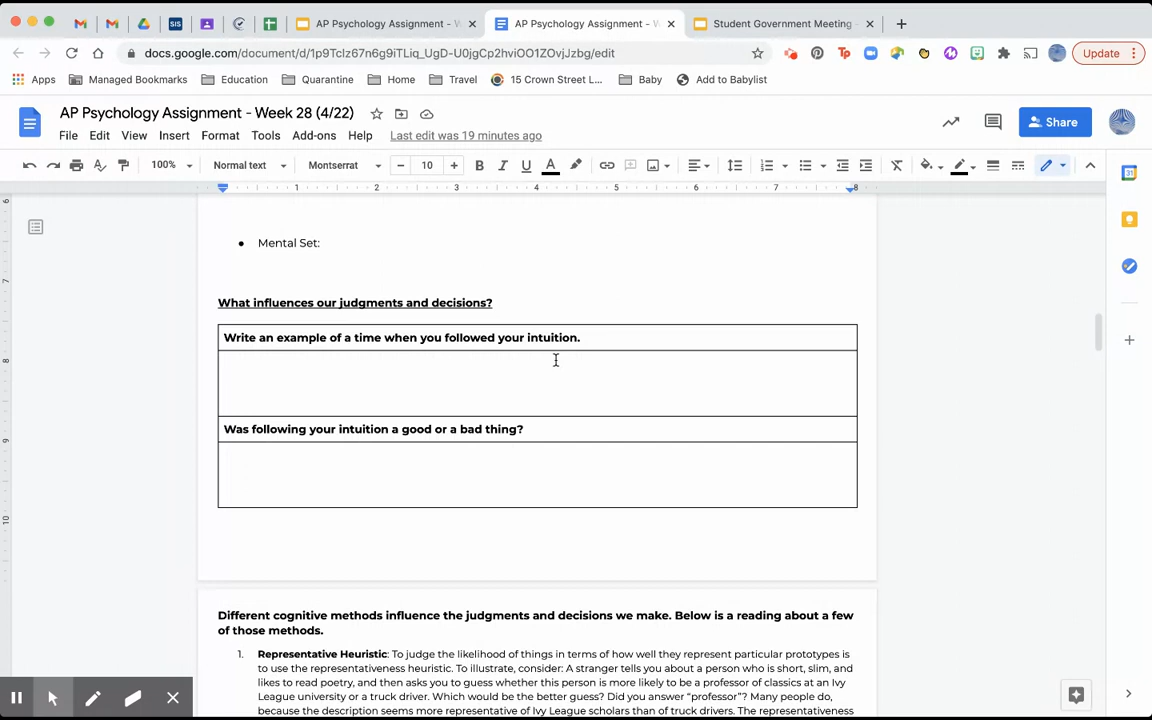 AP Psychology Assignment - W
AP Psychology Assignment - We
Student Government Meeting -
docs.google.com/document/d/1p9TcIz67n6g9iTLiq_UgD-U0jgCp2hviOO1ZOvjJzbg/edit
Update
Apps
Managed Bookmarks
Education
Quarantine
Home
Travel
15 Crown Street L...
Baby
Add to Babylist
AP Psychology Assignment - Week 28 (4/22)
File Edit View Insert Format Tools Add-ons Help Last edit was 19 minutes ago
Share
100% Normal text Montserrat 10
1 2 3 4 5 6 7 8
Mental Set:
What influences our judgments and decisions?
Write an example of a time when you followed your intuition.
Was following your intuition a good or a bad thing?
Different cognitive methods influence the judgments and decisions we make. Below is a reading about a few
of those methods.
1. Representative Heuristic: To judge the likelihood of things in terms of how well they represent particular prototypes is
to use the representativeness heuristic. To illustrate, consider: A stranger tells you about a person who is short, slim, and
likes to read poetry, and then asks you to guess whether this person is more likely to be a professor of classics at an Ivy
League university or a truck driver. Which would be the better guess? Did you answer “professor”? Many people do,
because the description seems more representative of Ivy League scholars than of truck drivers. The representativeness